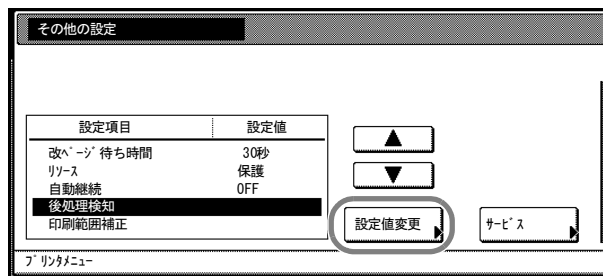 その他の設定
設定項目 設定値
改ﾍﾟｰｼﾞ待ち時間 30秒
ﾘｿｰｽ 保護
自動継続 OFF
後処理検知
印刷範囲補正
設定値変更
ｻｰﾋﾞｽ
ﾌﾟﾘﾝﾀﾒﾆｭｰ